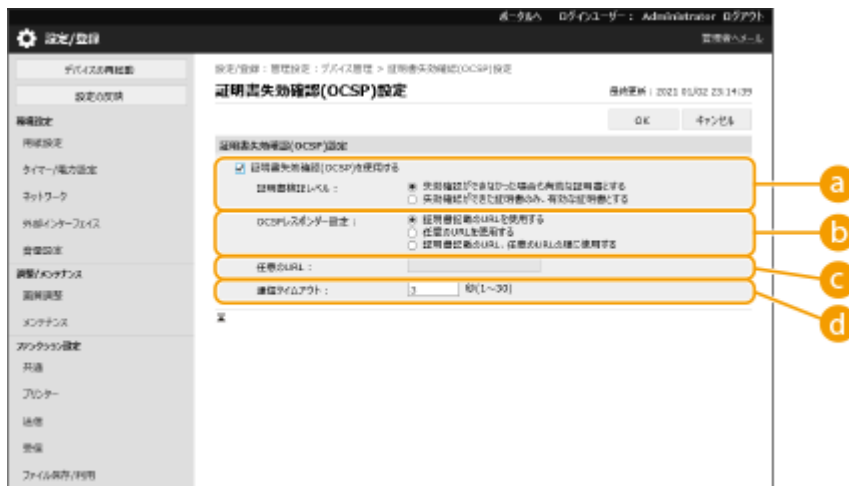 ポータルへ ログインユーザー： Administrator ログアウト
設定/登録
管理者へメール
デバイスの再起動
設定の反映
環境設定
用紙設定
タイマー/電力設定
ネットワーク
外部インターフェイス
音量設定
調整/メンテナンス
画質調整
メンテナンス
ファンクション設定
共通
プリンター
送信
受信
ファイル保存/利用
設定/登録：管理設定：デバイス管理 > 証明書失効確認(OCSP)設定
証明書失効確認(OCSP)設定
最終更新：2021 01/02 23:14:39
OK キャンセル
証明書失効確認(OCSP)設定
証明書失効確認(OCSP)を使用する
証明書検証レベル：
失効確認ができなかった場合も有効な証明書とする
失効確認ができた証明書のみ、有効な証明書とする
OCSPレスポンダー設定：
証明書記載のURLを使用する
任意のURLを使用する
証明書記載のURL、任意のURLの順に使用する
任意のURL：
通信タイムアウト： 3 秒(1～30)
a
b
c
d